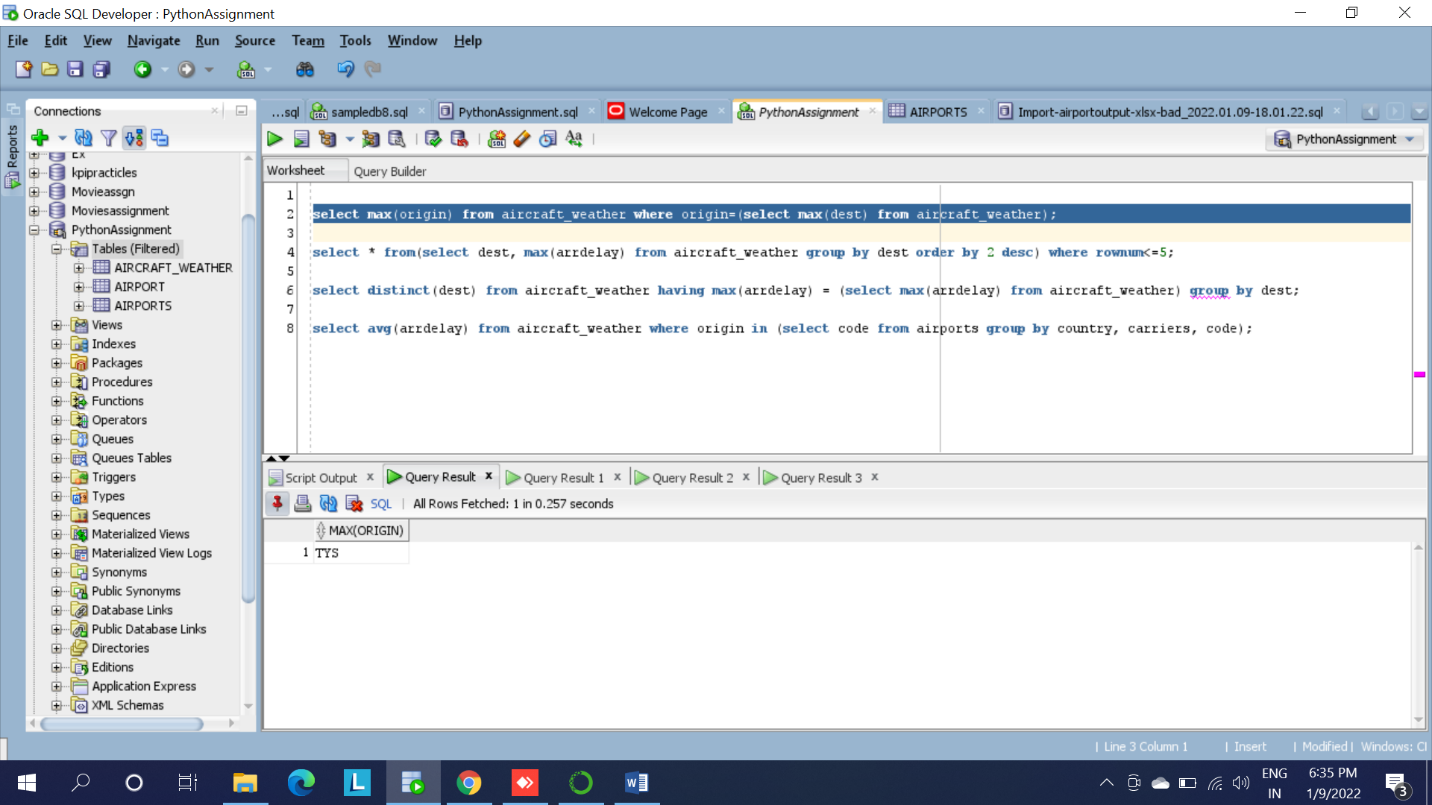 Oracle SQL Developer : PythonAssignment
File Edit View Navigate Run Source Team Tools Window Help
Connections
...sql sampledb8.sql PythonAssignment.sql Welcome Page PythonAssignment AIRPORTS Import-airportoutput-xlsx-bad_2022.01.09-18.01.22.sql
PythonAssignment
Reports
Worksheet Query Builder
Ex
kpipracticles
Movieassgn
Moviesassignment
PythonAssignment
Tables (Filtered)
AIRCRAFT_WEATHER
AIRPORT
AIRPORTS
Views
Indexes
Packages
Procedures
Functions
Operators
Queues
Queues Tables
Triggers
Types
Sequences
Materialized Views
Materialized View Logs
Synonyms
Public Synonyms
Database Links
Public Database Links
Directories
Editions
Application Express
XML Schemas
1
2 select max(origin) from aircraft_weather where origin=(select max(dest) from aircraft_weather);
3
4 select * from(select dest, max(arrdelay) from aircraft_weather group by dest order by 2 desc) where rownum<=5;
5
6 select distinct(dest) from aircraft_weather having max(arrdelay) = (select max(arrdelay) from aircraft_weather) group by dest;
7
8 select avg(arrdelay) from aircraft_weather where origin in (select code from airports group by country, carriers, code);
Script Output x Query Result x Query Result 1 x Query Result 2 x Query Result 3 x
SQL | All Rows Fetched: 1 in 0.257 seconds
MAX(ORIGIN)
1 TYS
| Line 3 Column 1 | Insert | Modified | Windows: Cl
ENG
IN
6:35 PM
1/9/2022
3